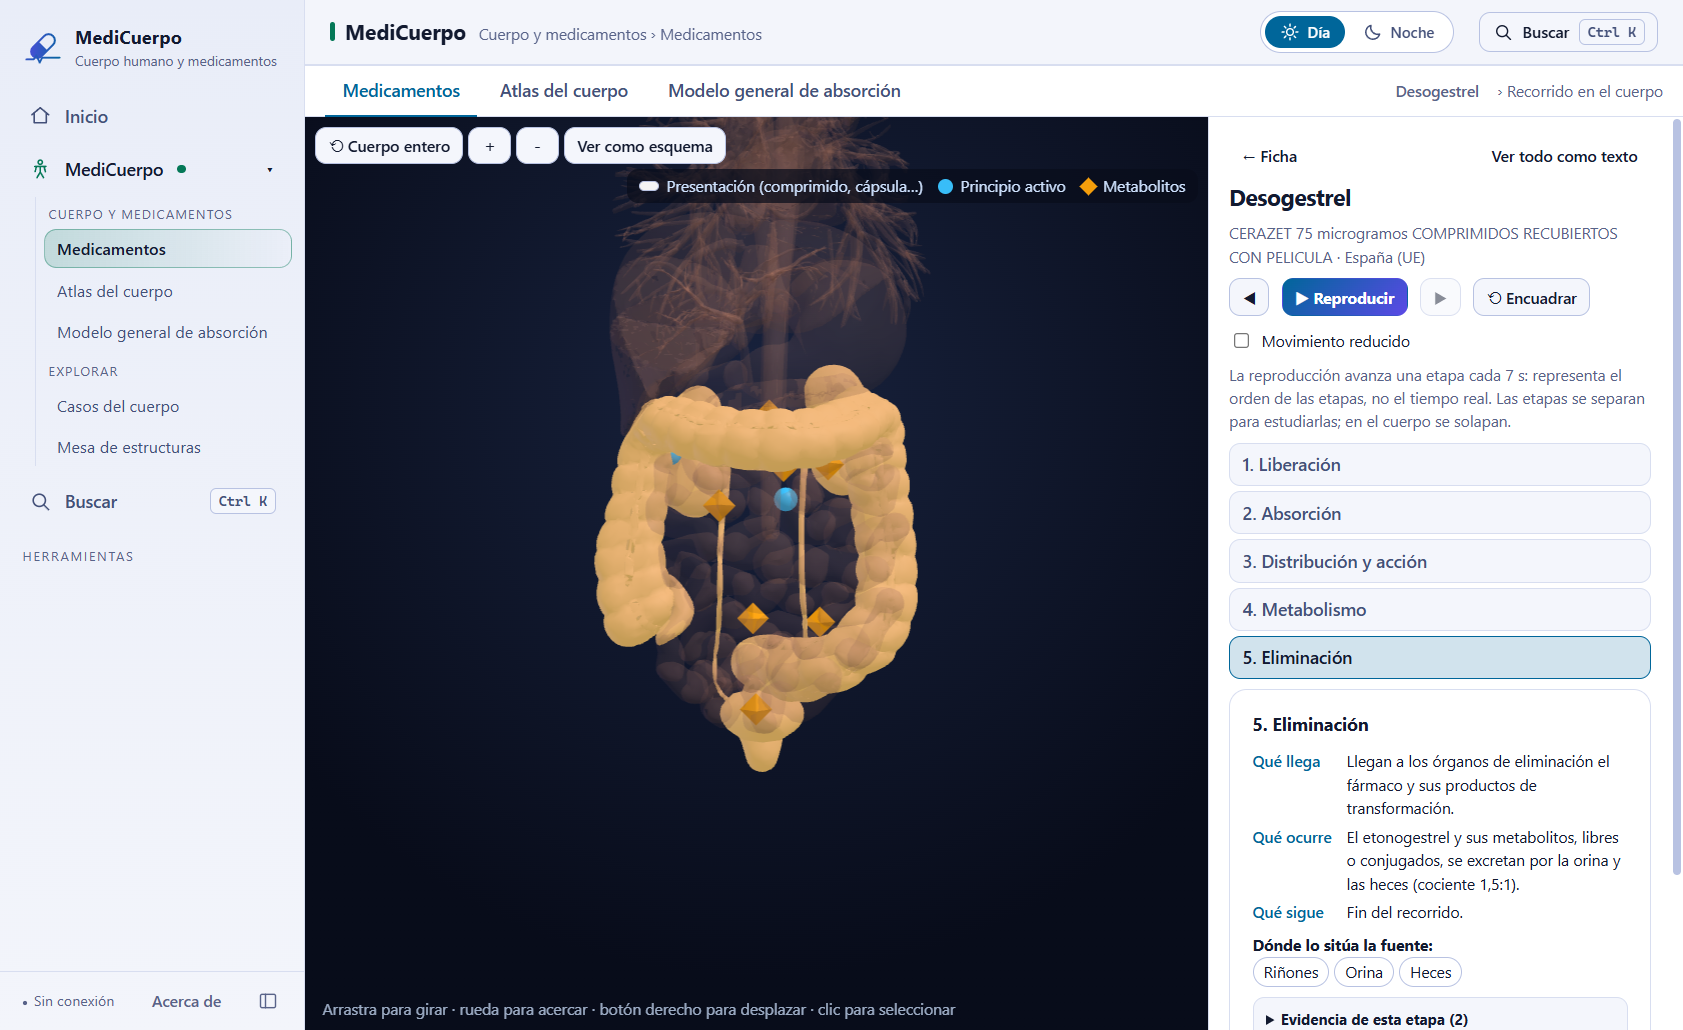 MediCuerpo
Cuerpo humano y medicamentos
Inicio
MediCuerpo
CUERPO Y MEDICAMENTOS
Medicamentos
Atlas del cuerpo
Modelo general de absorción
EXPLORAR
Casos del cuerpo
Mesa de estructuras
Buscar Ctrl K
HERRAMIENTAS
• Sin conexión Acerca de
MediCuerpo Cuerpo y medicamentos › Medicamentos
Día Noche Buscar Ctrl K
Medicamentos Atlas del cuerpo Modelo general de absorción
Desogestrel › Recorrido en el cuerpo
Cuerpo entero + - Ver como esquema
Presentación (comprimido, cápsula...) Principio activo Metabolitos
Arrastra para girar · rueda para acercar · botón derecho para desplazar · clic para seleccionar
← Ficha Ver todo como texto
Desogestrel
CERAZET 75 microgramos COMPRIMIDOS RECUBIERTOS
CON PELICULA · España (UE)
Reproducir Encuadrar
Movimiento reducido
La reproducción avanza una etapa cada 7 s: representa el
orden de las etapas, no el tiempo real. Las etapas se separan
para estudiarlas; en el cuerpo se solapan.
1. Liberación
2. Absorción
3. Distribución y acción
4. Metabolismo
5. Eliminación
5. Eliminación
Qué llega Llegan a los órganos de eliminación el
fármaco y sus productos de
transformación.
Qué ocurre El etonogestrel y sus metabolitos, libres
o conjugados, se excretan por la orina y
las heces (cociente 1,5:1).
Qué sigue Fin del recorrido.
Dónde lo sitúa la fuente:
Riñones Orina Heces
Evidencia de esta etapa (2)